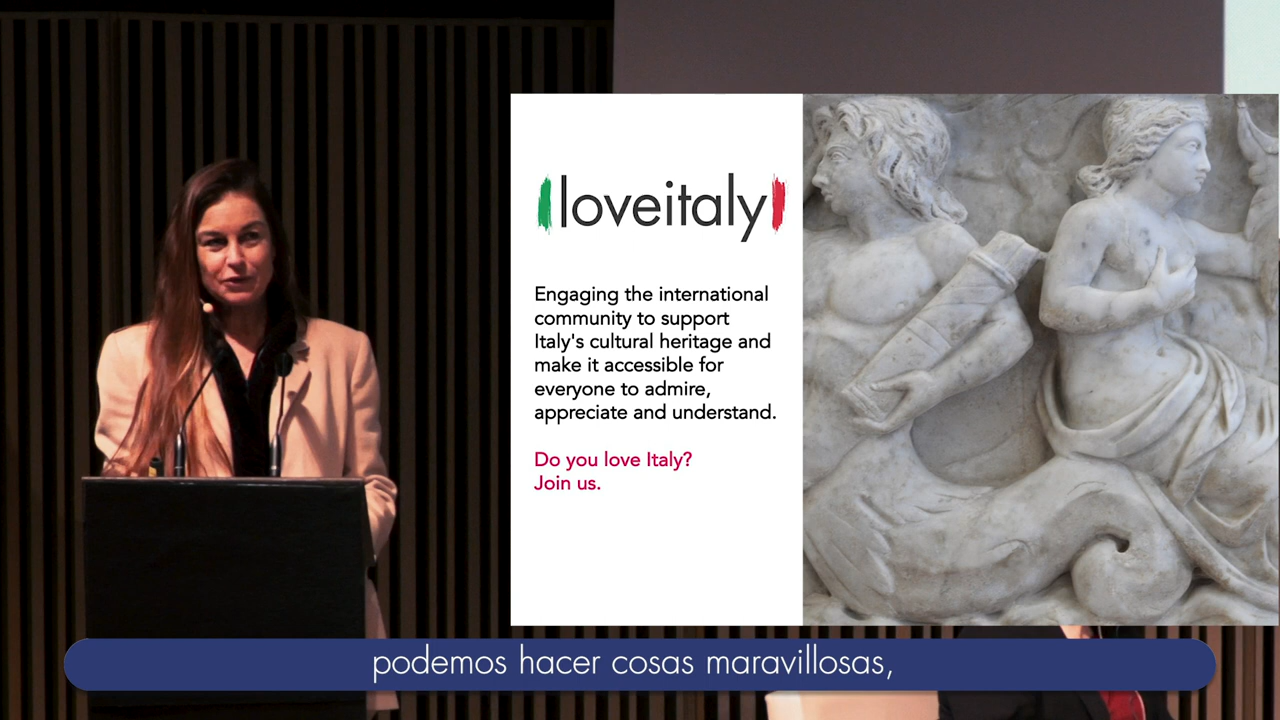 loveitaly
Engaging the international
community to support
Italy's cultural heritage and
make it accessible for
everyone to admire,
appreciate and understand.
Do you love Italy?
Join us.
podemos hacer cosas maravillosas,